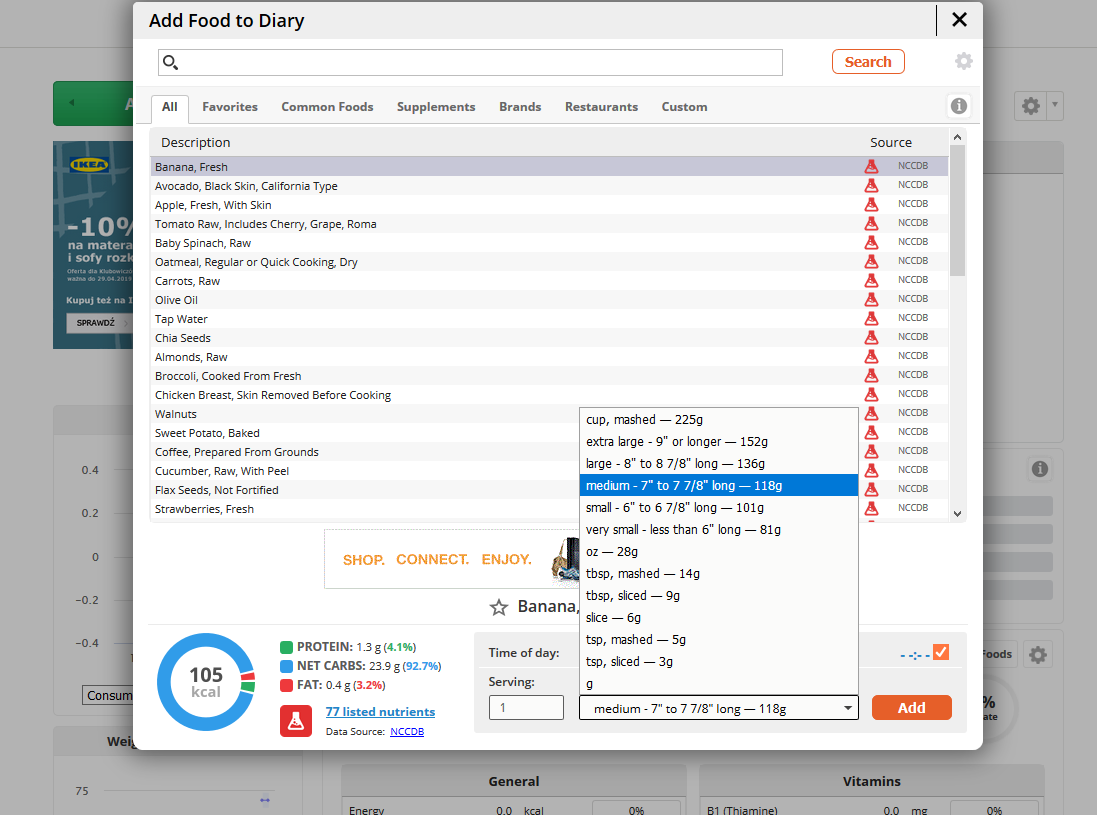 Add Food to Diary
Search
All Favorites Common Foods Supplements Brands Restaurants Custom
Description Source
Banana, Fresh NCCDB
Avocado, Black Skin, California Type NCCDB
Apple, Fresh, With Skin NCCDB
Tomato Raw, Includes Cherry, Grape, Roma NCCDB
Baby Spinach, Raw NCCDB
Oatmeal, Regular or Quick Cooking, Dry NCCDB
Carrots, Raw NCCDB
Olive Oil NCCDB
Tap Water NCCDB
Chia Seeds NCCDB
Almonds, Raw NCCDB
Broccoli, Cooked From Fresh NCCDB
Chicken Breast, Skin Removed Before Cooking NCCDB
Walnuts NCCDB
Sweet Potato, Baked NCCDB
Coffee, Prepared From Grounds NCCDB
Cucumber, Raw, With Peel NCCDB
Flax Seeds, Not Fortified NCCDB
Strawberries, Fresh NCCDB
cup, mashed — 225g
extra large - 9" or longer — 152g
large - 8" to 8 7/8" long — 136g
medium - 7" to 7 7/8" long — 118g
small - 6" to 6 7/8" long — 101g
very small - less than 6" long — 81g
oz — 28g
tbsp, mashed — 14g
tbsp, sliced — 9g
slice — 6g
tsp, mashed — 5g
tsp, sliced — 3g
g
SHOP. CONNECT. ENJOY.
Banana,
105
kcal
PROTEIN: 1.3 g (4.1%)
NET CARBS: 23.9 g (92.7%)
FAT: 0.4 g (3.2%)
77 listed nutrients
Data Source: NCCDB
Time of day: --:--
Serving:
1 medium - 7" to 7 7/8" long — 118g Add
IKEA
-10%
na matera
i sofy rozk
Oferta dla Klubowiczó
ważna do 29.04.2019
Kupuj też na I
SPRAWDŹ
0.4
0.2
0
−0.2
−0.4
Consum
Foods
%
ate
Weig
75
General Vitamins
Energy 0.0 kcal 0% B1 (Thiamine) 0.0 mg 0%